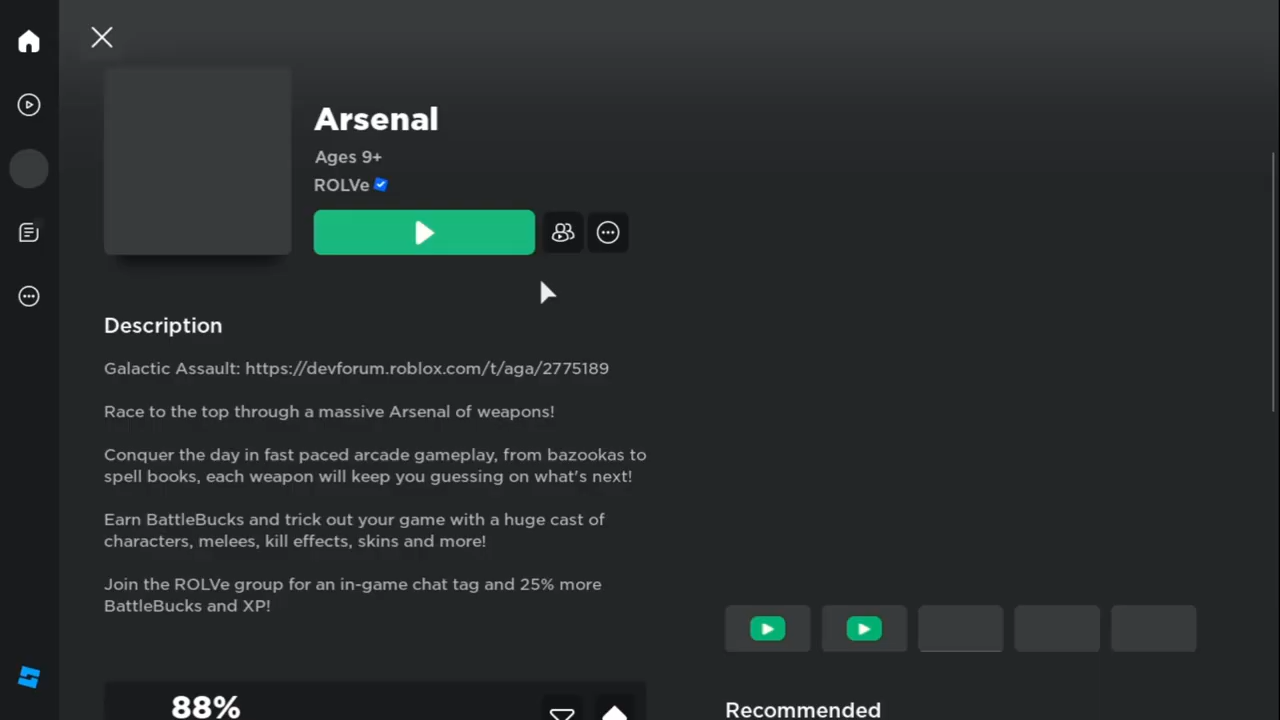 Arsenal
Ages 9+
ROLVe
Description
Galactic Assault: https://devforum.roblox.com/t/aga/2775189
Race to the top through a massive Arsenal of weapons!
Conquer the day in fast paced arcade gameplay, from bazookas to
spell books, each weapon will keep you guessing on what's next!
Earn BattleBucks and trick out your game with a huge cast of
characters, melees, kill effects, skins and more!
Join the ROLVe group for an in-game chat tag and 25% more
BattleBucks and XP!
88%
Recommended